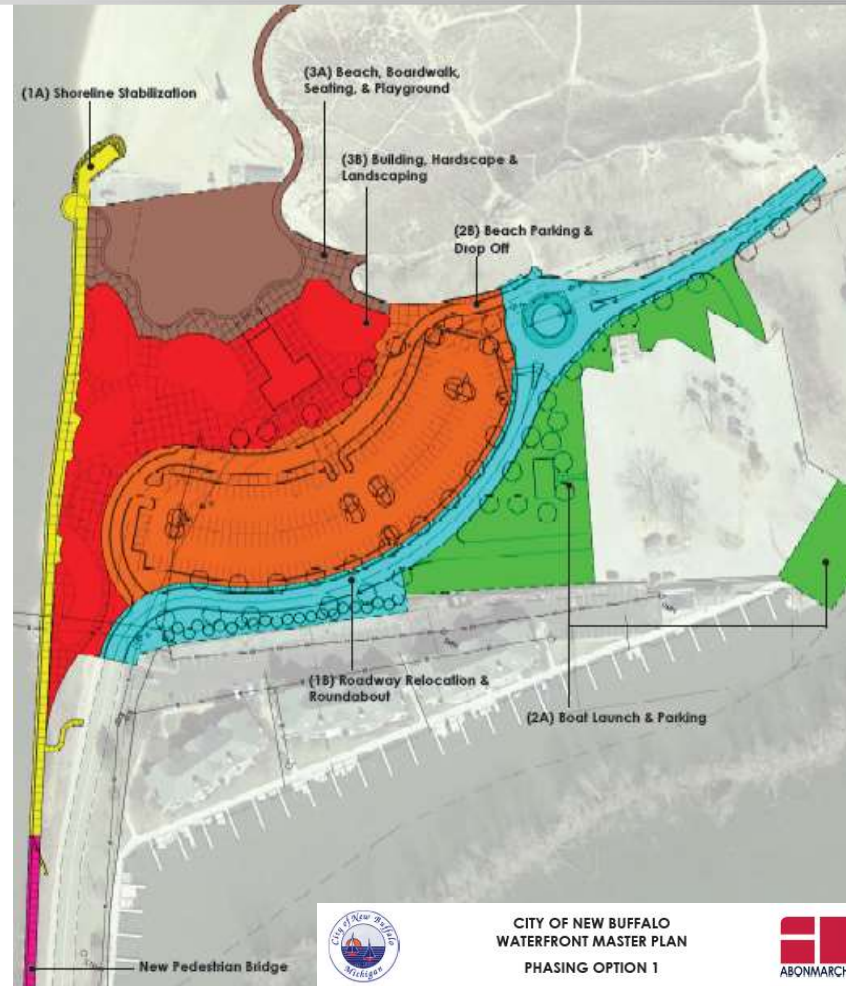 (1A) Shoreline Stabilization
(3A) Beach, Boardwalk,
Seating, & Playground
(3B) Building, Hardscape &
Landscaping
(2B) Beach Parking &
Drop Off
(1B) Roadway Relocation &
Roundabout
(2A) Boat Launch & Parking
New Pedestrian Bridge
City of New Buffalo
Michigan
CITY OF NEW BUFFALO
WATERFRONT MASTER PLAN
PHASING OPTION 1
ABONMARCHE